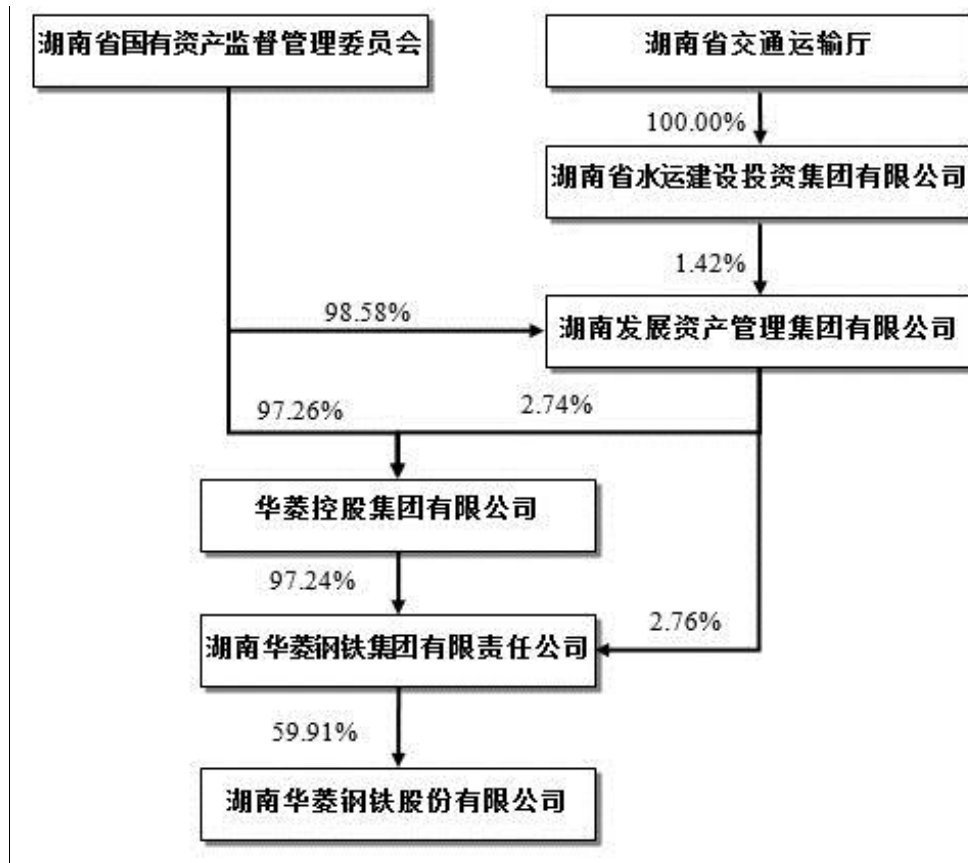 湖南省国有资产监督管理委员会
湖南省交通运输厅
100.00%
湖南省水运建设投资集团有限公司
1.42%
98.58%
湖南发展资产管理集团有限公司
97.26%
2.74%
华菱控股集团有限公司
97.24%
2.76%
湖南华菱钢铁集团有限责任公司
59.91%
湖南华菱钢铁股份有限公司